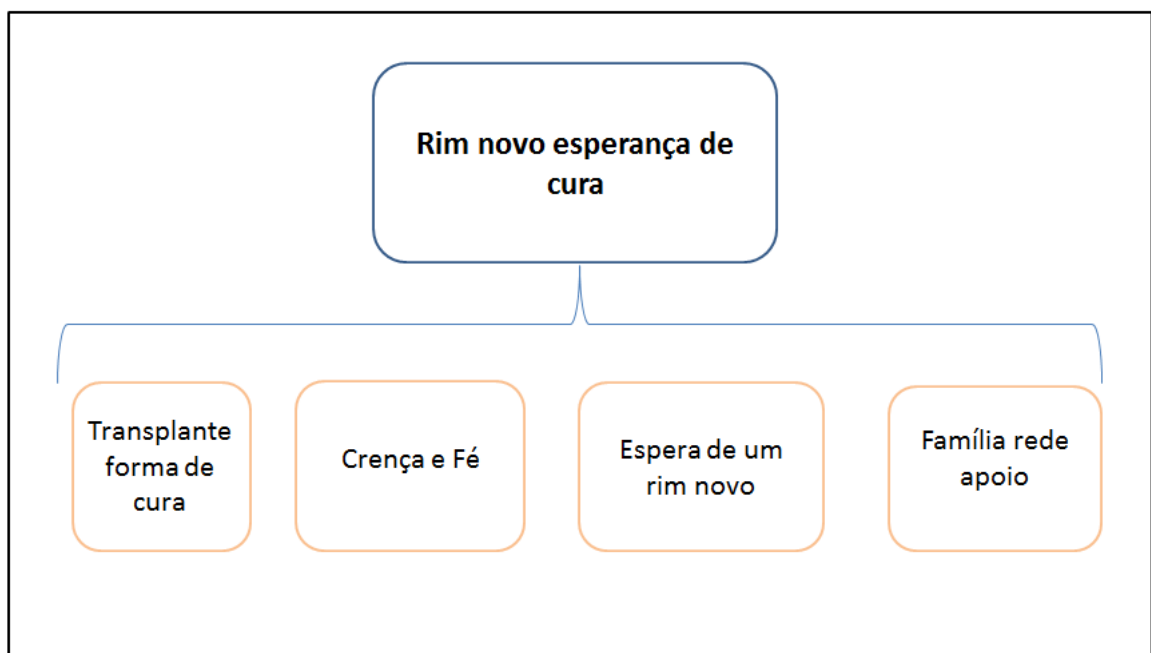 Rim novo esperança de
cura
Transplante
forma de
cura
Crença e Fé
Espera de um
rim novo
Família rede
apoio